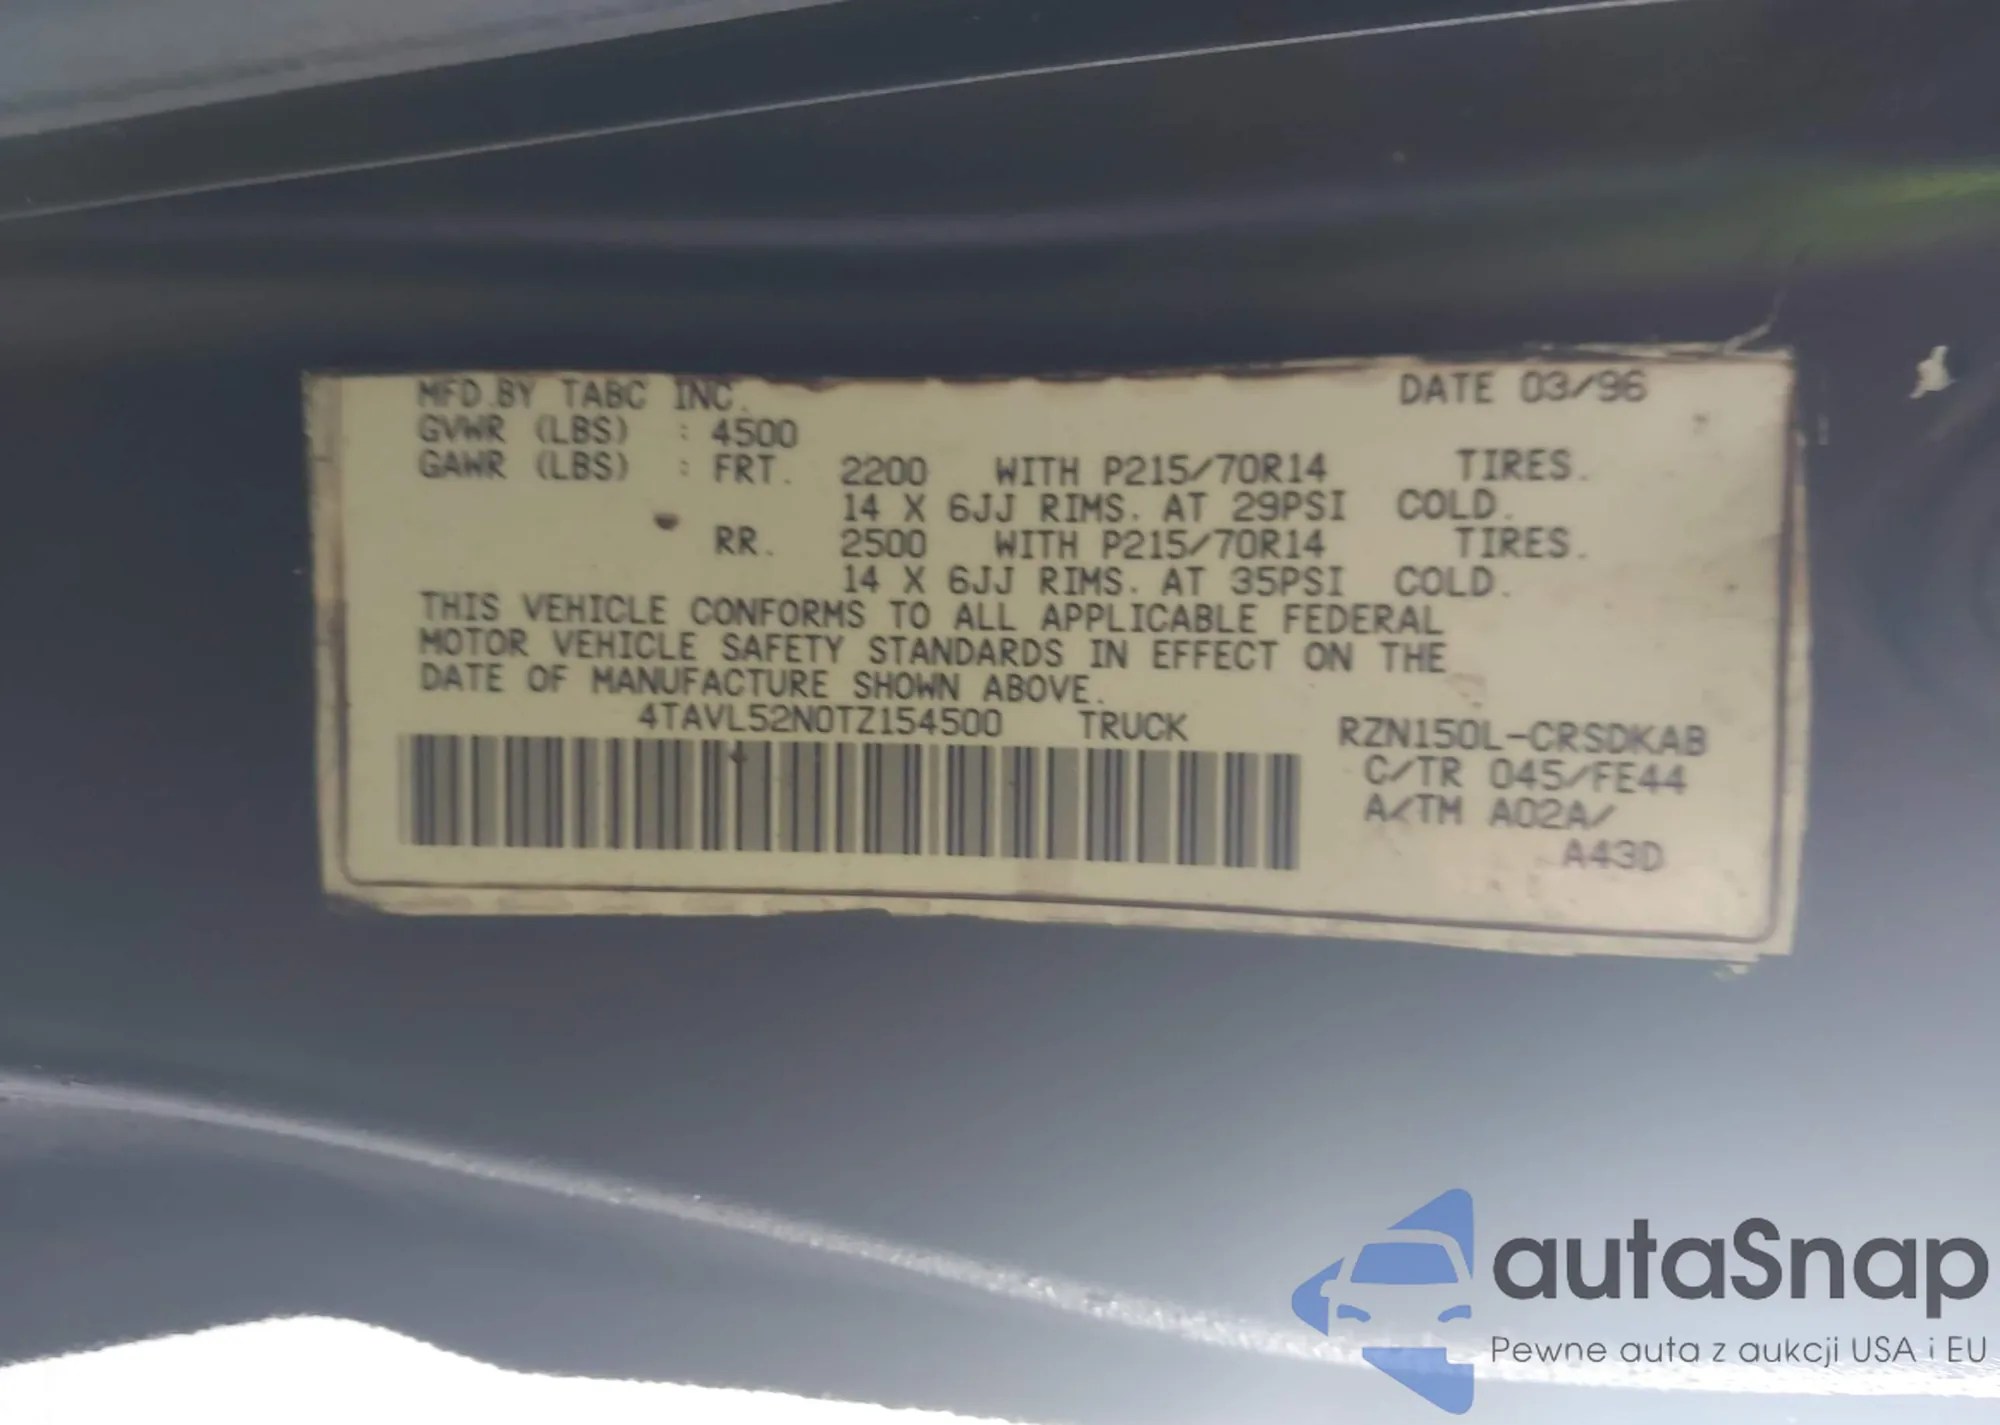 MFD.BY TABC INC. DATE 03/96
GVWR (LBS) : 4500
GAWR (LBS) : FRT. 2200 WITH P215/70R14 TIRES.
14 X 6JJ RIMS. AT 29PSI COLD.
RR. 2500 WITH P215/70R14 TIRES.
14 X 6JJ RIMS. AT 35PSI COLD.
THIS VEHICLE CONFORMS TO ALL APPLICABLE FEDERAL
MOTOR VEHICLE SAFETY STANDARDS IN EFFECT ON THE
DATE OF MANUFACTURE SHOWN ABOVE.
4TAVL52N0TZ154500 TRUCK RZN150L-CRSDKAB
C/TR 045/FE44
A/TM A02A/
A43D
autaSnap
Pewne auta z aukcji USA i EU